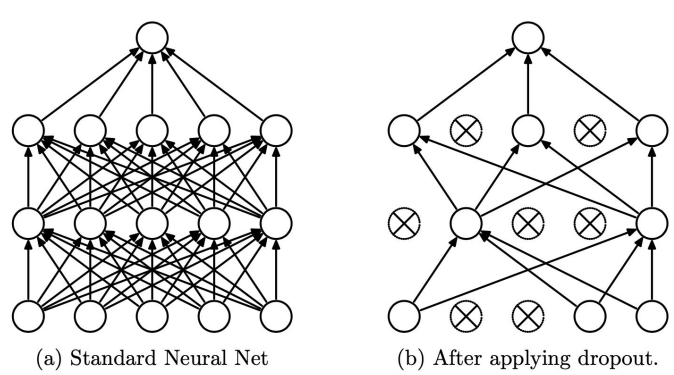 (a) Standard Neural Net
(b) After applying dropout.